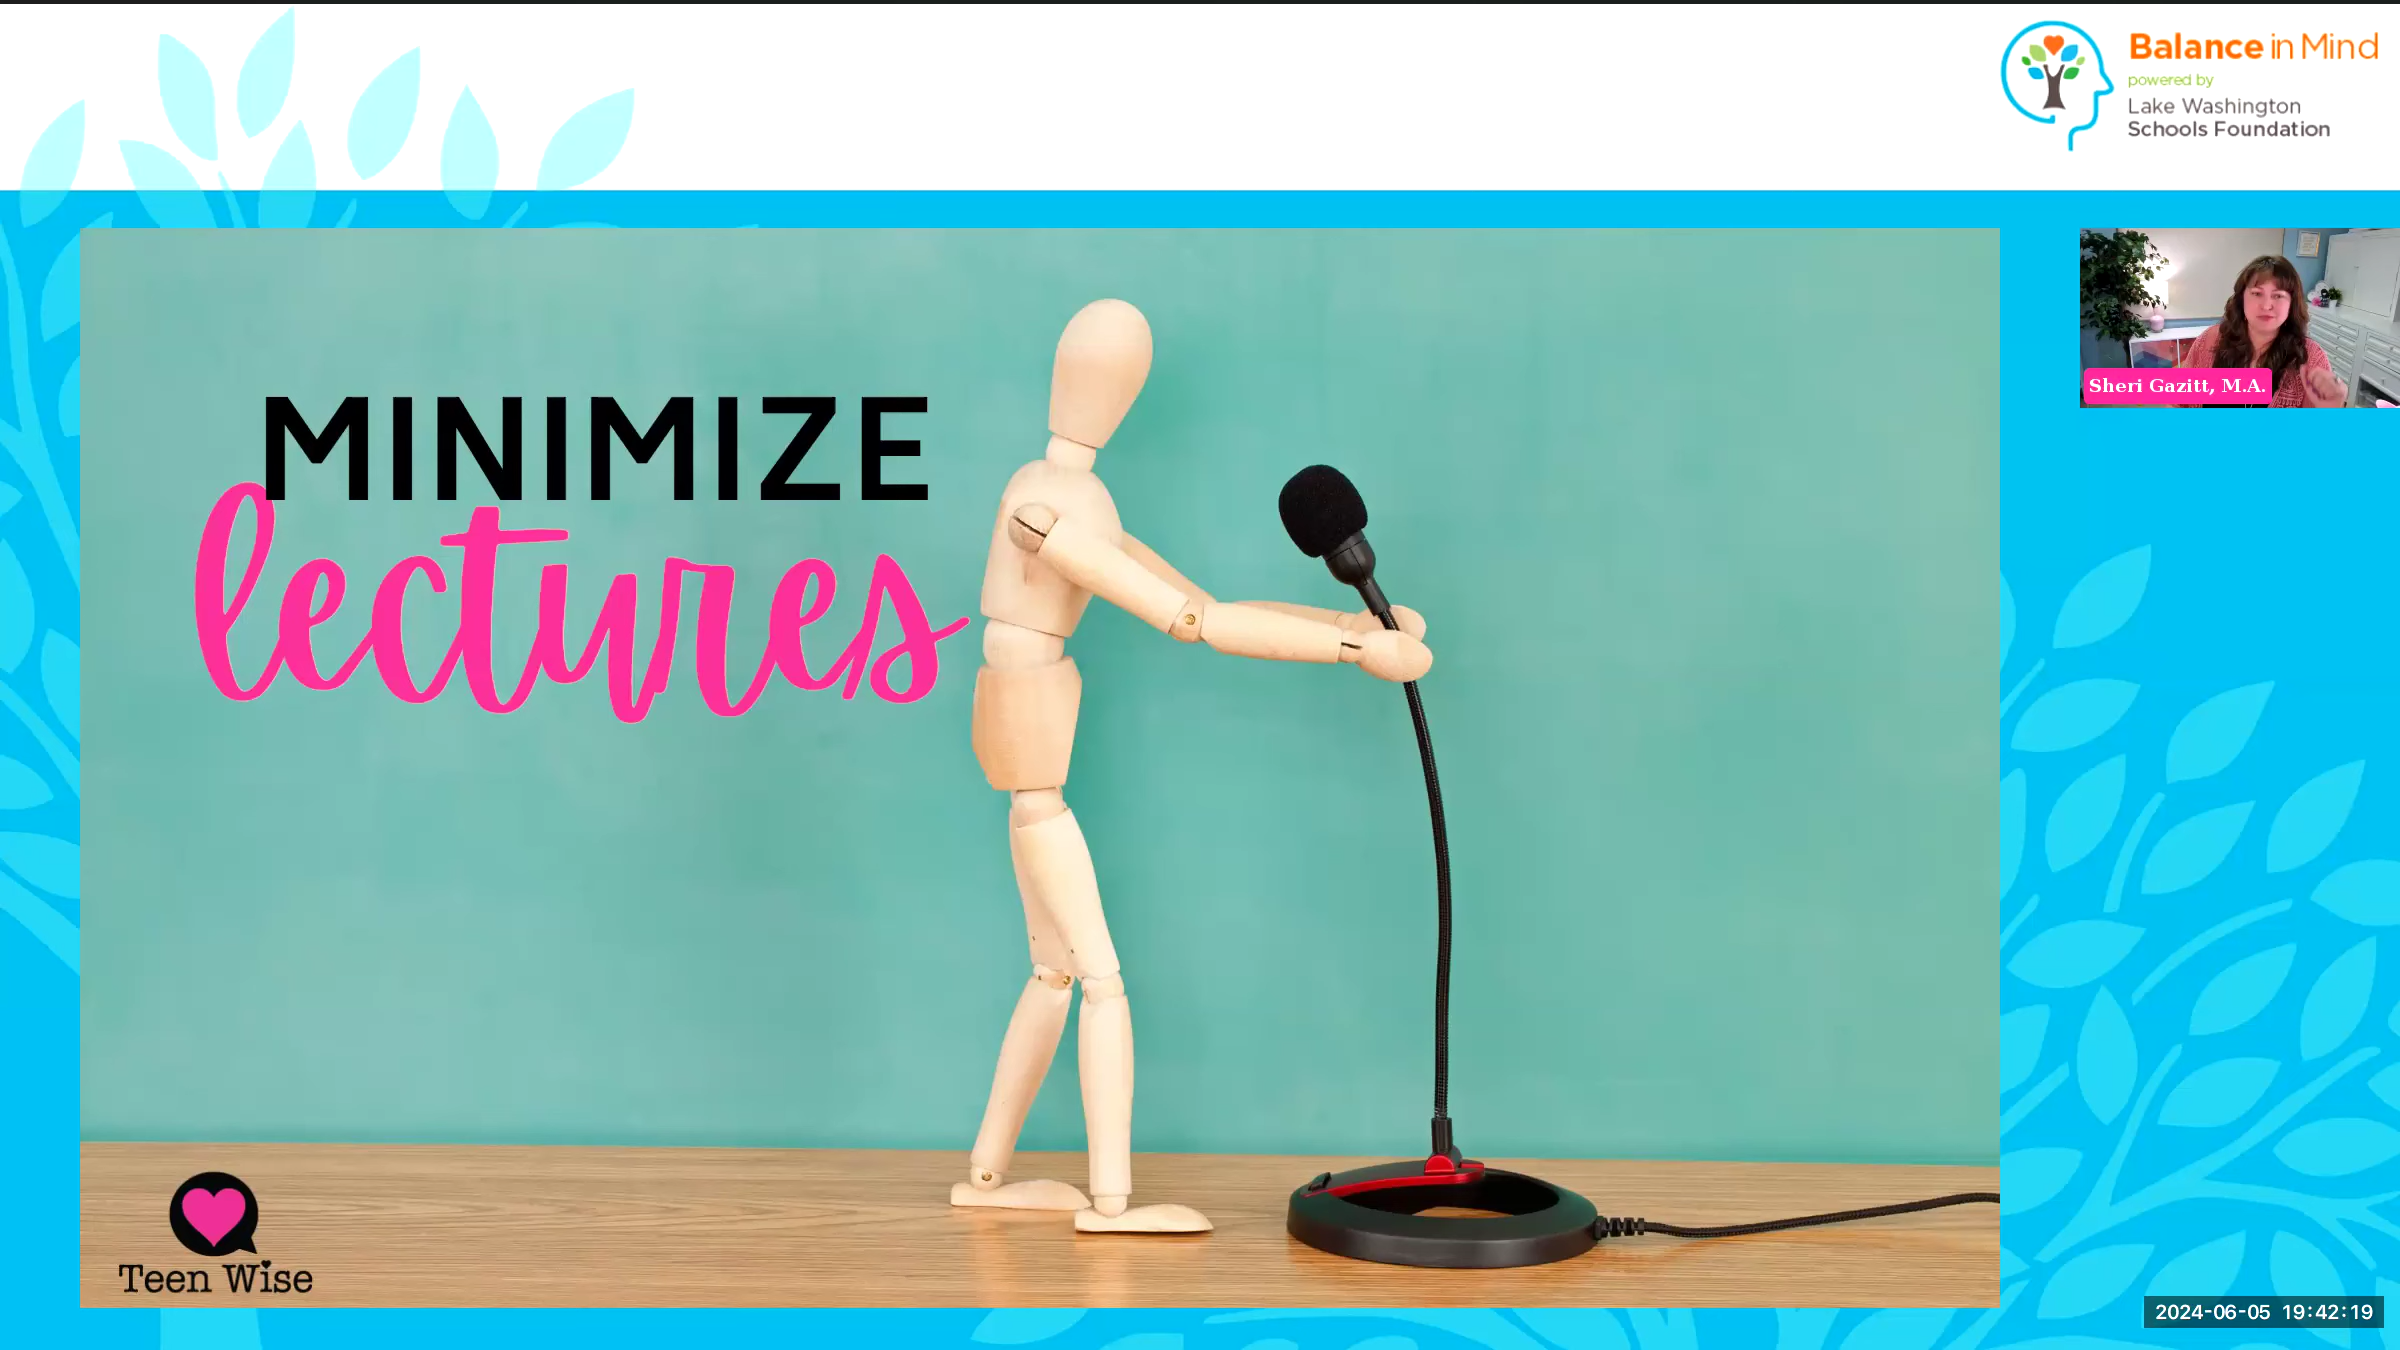 Balance in Mind
powered by
Lake Washington
Schools Foundation
MINIMIZE
lectures
Sheri Gazitt, M.A.
Teen Wise
2024-06-05 19:42:19